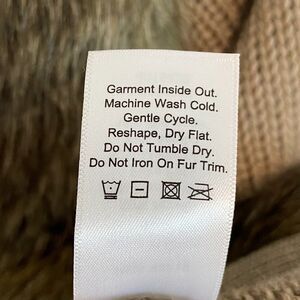 Garment Inside Out.
Machine Wash Cold.
Gentle Cycle.
Reshape, Dry Flat.
Do Not Tumble Dry.
Do Not Iron On Fur Trim.